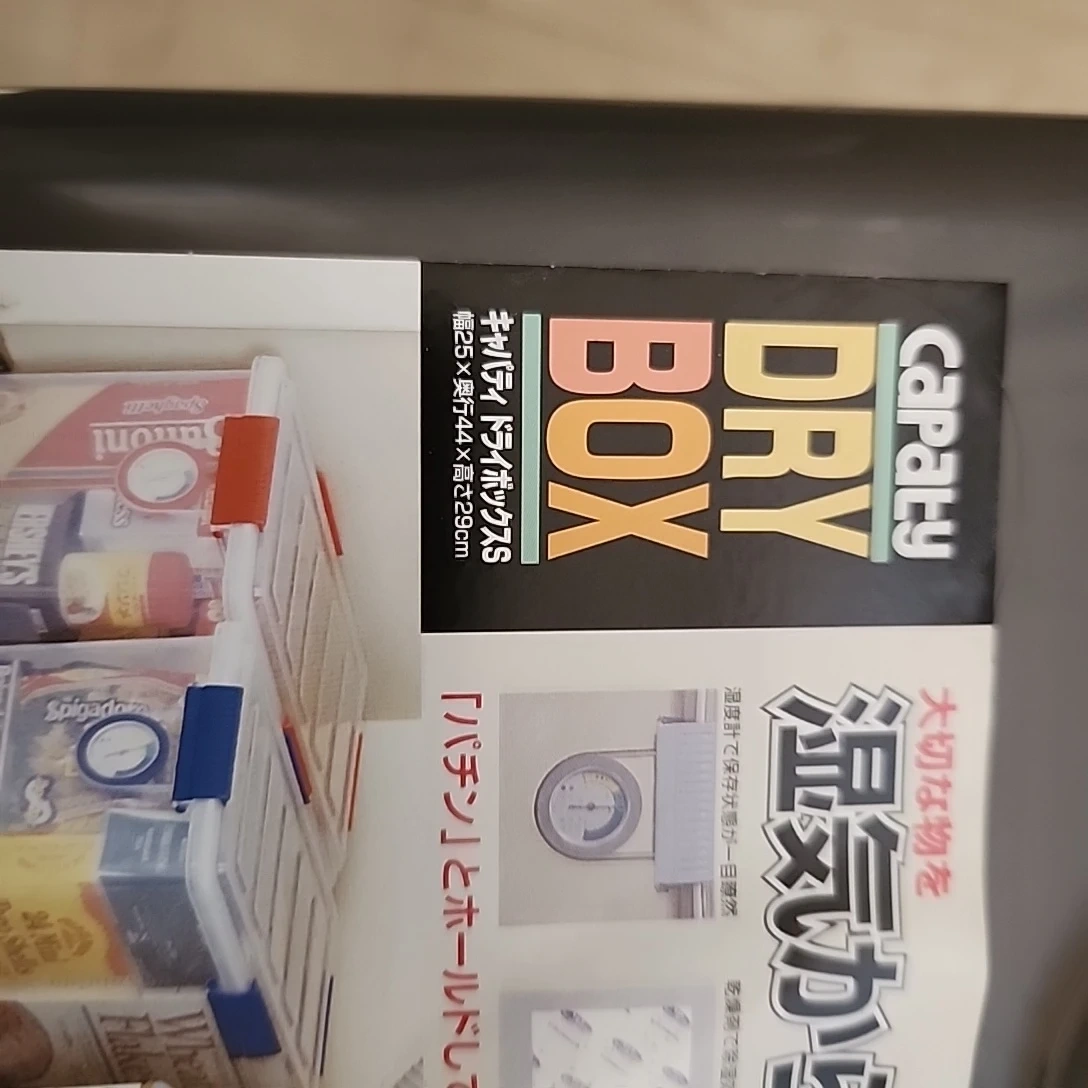 CaPaLy
DRY
BOX
キャパティ ドライボックスS
幅25×奥行44×高さ29cm
大切な物を
湿気か
湿度計で保存状態が一目瞭然
「パチン」とホールドして
Buitoni
Spaghetti
Spigadoro